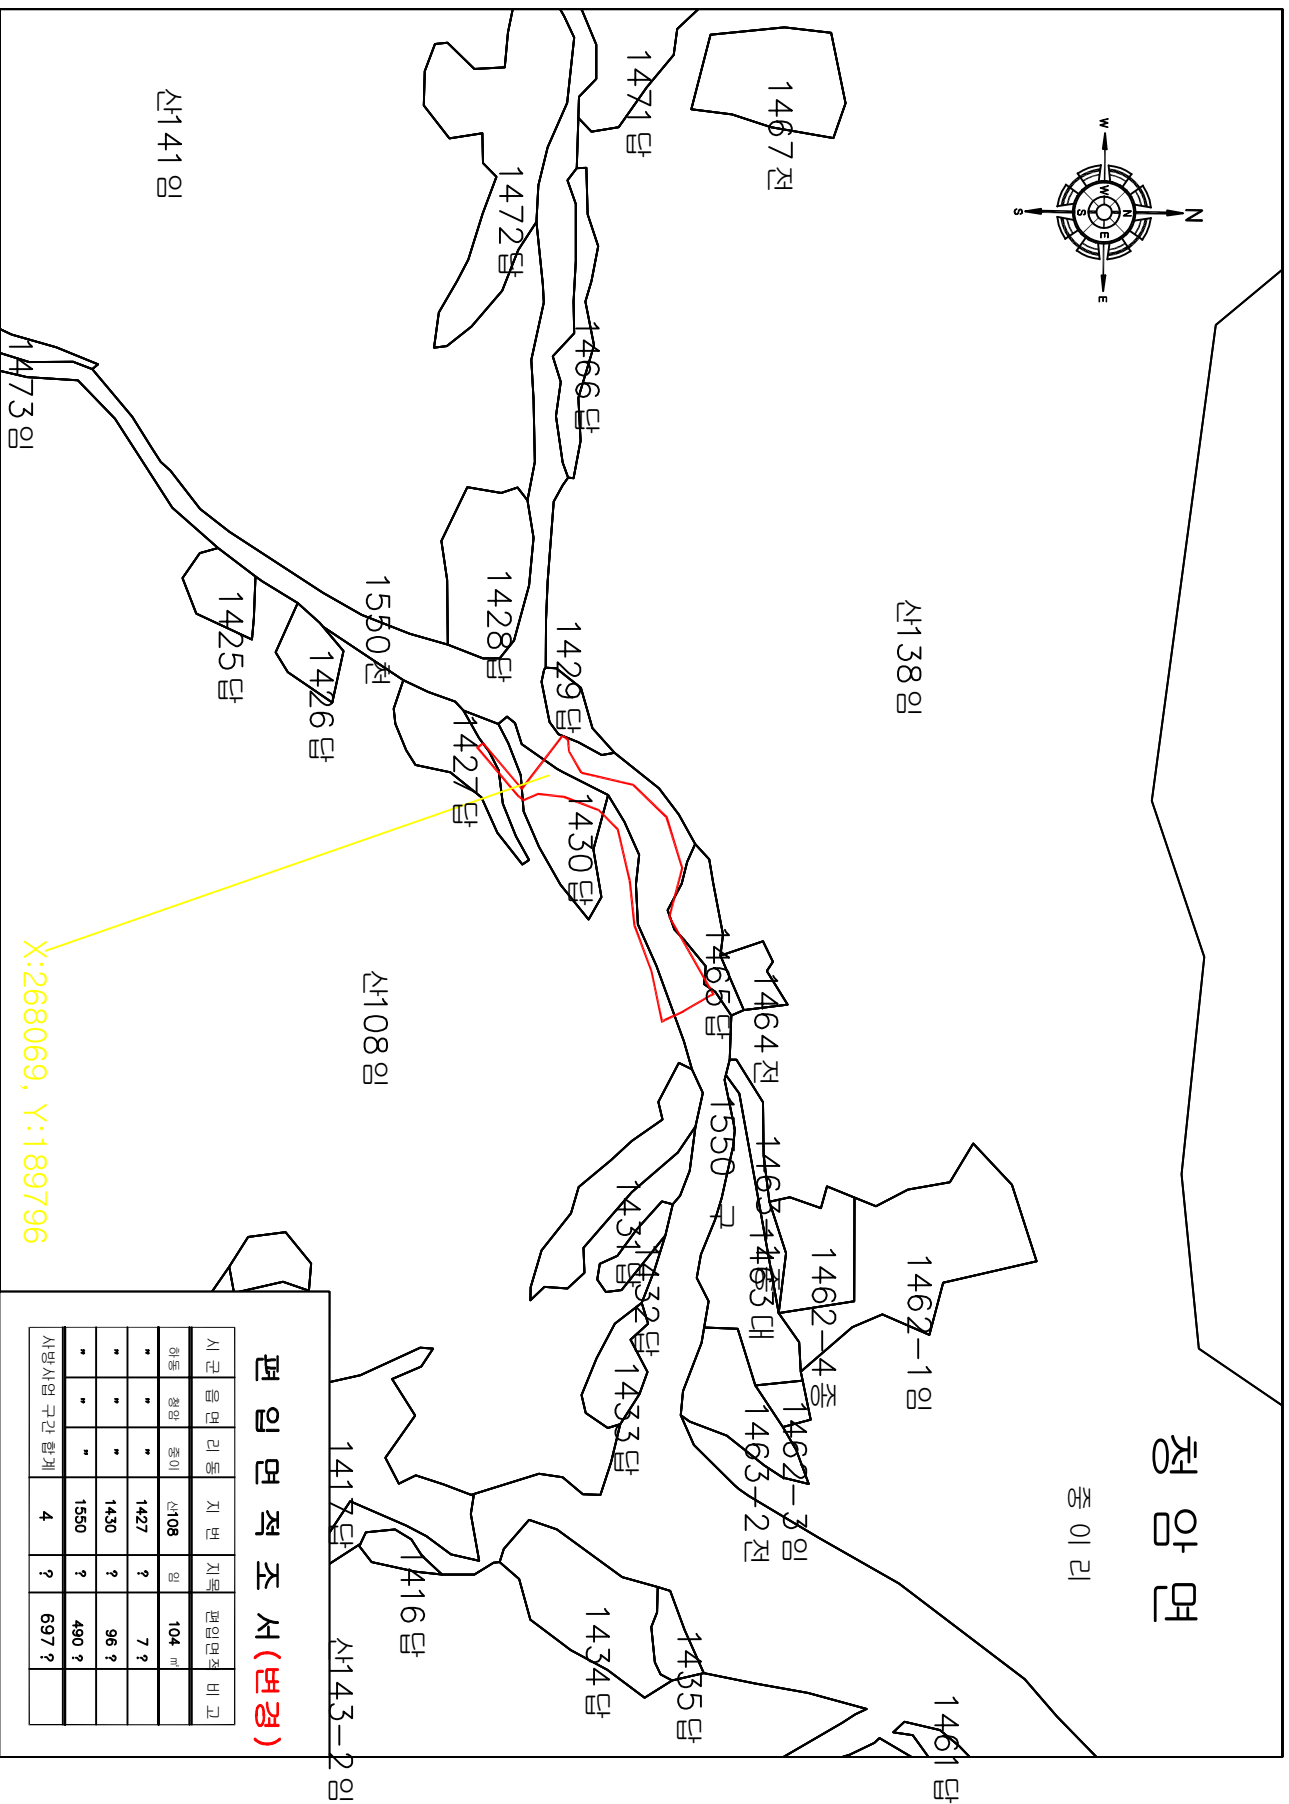 청 암 면
중 이 리
N
W
E
S
N
W
E
S
산138임
1467전
1471답
1472답
산141임
1466답
1473임
1428답
1429답
1550천
1425답
1426답
1427답
1430답
1465답
1464전
산108임
1550 구
1463-1
1463대
1462-4종
1462-1임
1462-3임
1463-2전
1431답
1432답
1433답
1417답
1416답
1434답
1435답
1461답
산143-2임
X:268069, Y:189796
편 입 면 적 조 서(변경)
시 군 읍 면 리 동 지 번 지목 편입면적 비 고
하동 청암 중이 산108 임 104 ㎡
" " " 1427 ? 7 ?
" " " 1430 ? 96 ?
" " " 1550 ? 490 ?
사방사업 구간 합계 4 ? 697 ?